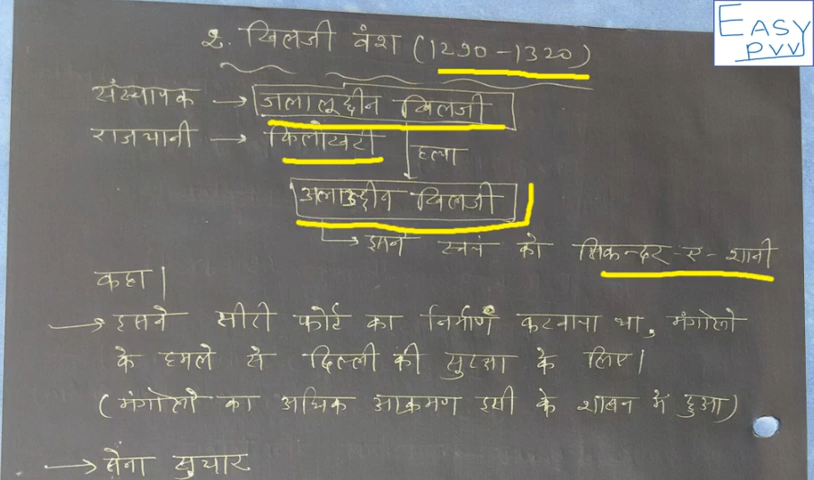 EASY
PVV
2. खिलजी वंश (1290-1320)
संस्थापक → जलालूद्दीन खिलजी
राजधानी → किलोखरी
हत्या
अलाउद्दीन खिलजी
→ इसने स्वयं को सिकन्दर-ए-शानी
कहा।
→ इसने सीरी फोर्ट का निर्माण करवाया था, मंगोलो
के हमले से दिल्ली की सुरक्षा के लिए।
(मंगोलो का अधिक आक्रमण इसी के शासन में हुआ)
→ सेना सुधार